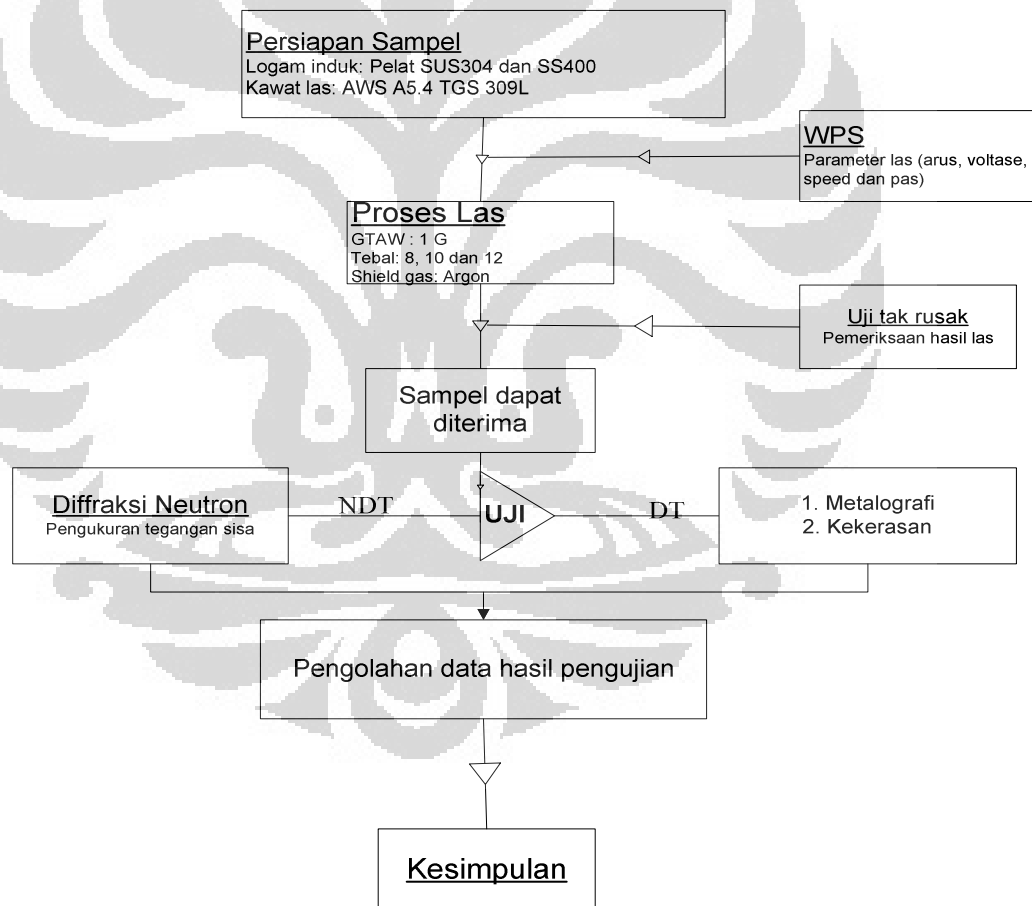 Persiapan Sampel
Logam induk: Pelat SUS304 dan SS400
Kawat las: AWS A5.4 TGS 309L
WPS
Parameter las (arus, voltase,
speed dan pas)
Proses Las
GTAW : 1 G
Tebal: 8, 10 dan 12
Shield gas: Argon
Uji tak rusak
Pemeriksaan hasil las
Sampel dapat
diterima
Diffraksi Neutron
Pengukuran tegangan sisa
NDT
UJI
DT
1. Metalografi
2. Kekerasan
Pengolahan data hasil pengujian
Kesimpulan